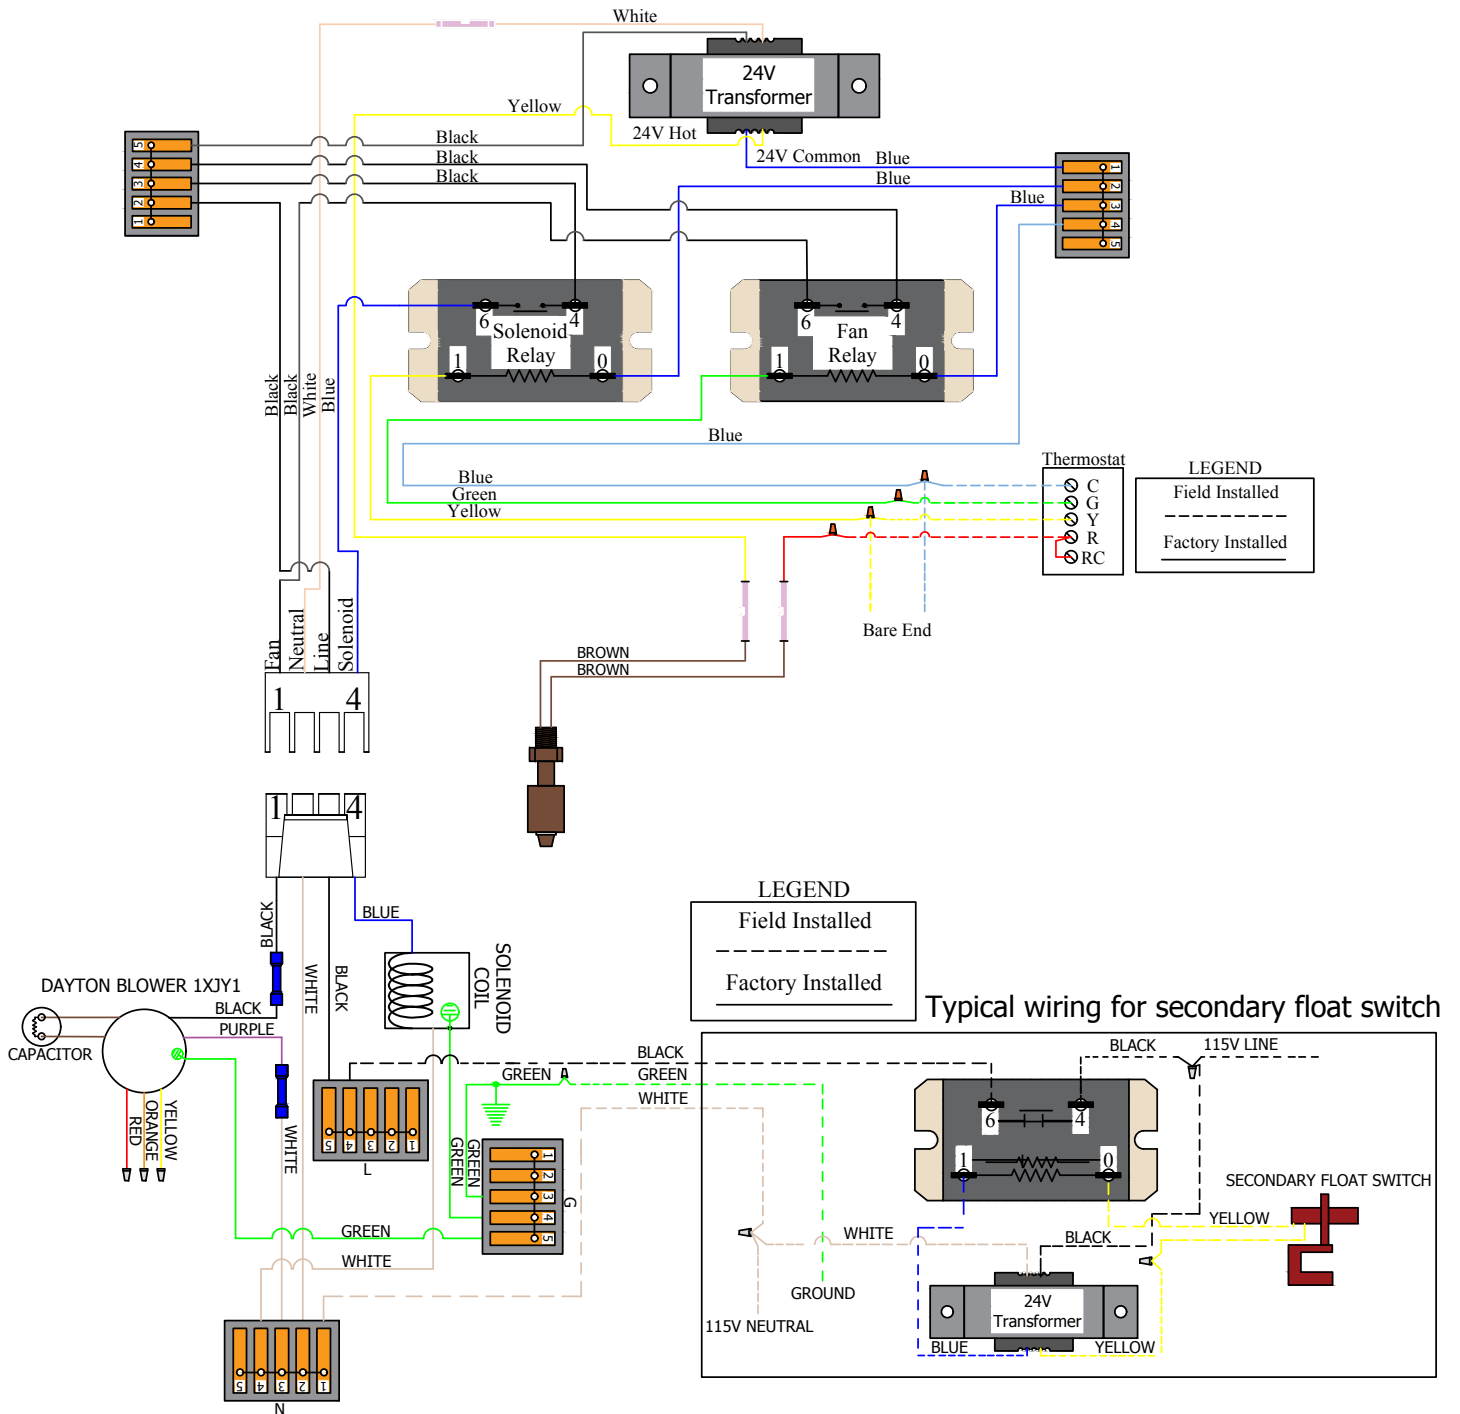 White
24V
Transformer
Yellow
24V Hot
24V Common
Blue
Black
Black
Black
Blue
Blue
5
4
3
2
1
1
2
3
4
5
6
4
Solenoid
Relay
1
0
6
4
Fan
Relay
1
0
Black
Black
White
Blue
Blue
Blue
Green
Yellow
Thermostat
C
G
Y
R
RC
LEGEND
Field Installed
Factory Installed
Bare End
Fan
Neutral
Line
Solenoid
1
4
BROWN
BROWN
1
4
BLACK
WHITE
BLACK
BLUE
SOLENOID
COIL
LEGEND
Field Installed
Factory Installed
DAYTON BLOWER 1XJY1
BLACK
PURPLE
CAPACITOR
RED
ORANGE
YELLOW
WHITE
5
4
3
2
1
L
GREEN
GREEN
GREEN
BLACK
GREEN
WHITE
1
2
3
4
5
G
GREEN
WHITE
5
4
3
2
1
N
Typical wiring for secondary float switch
BLACK
115V LINE
6
4
1
0
SECONDARY FLOAT SWITCH
YELLOW
WHITE
BLACK
GROUND
115V NEUTRAL
24V
Transformer
BLUE
YELLOW